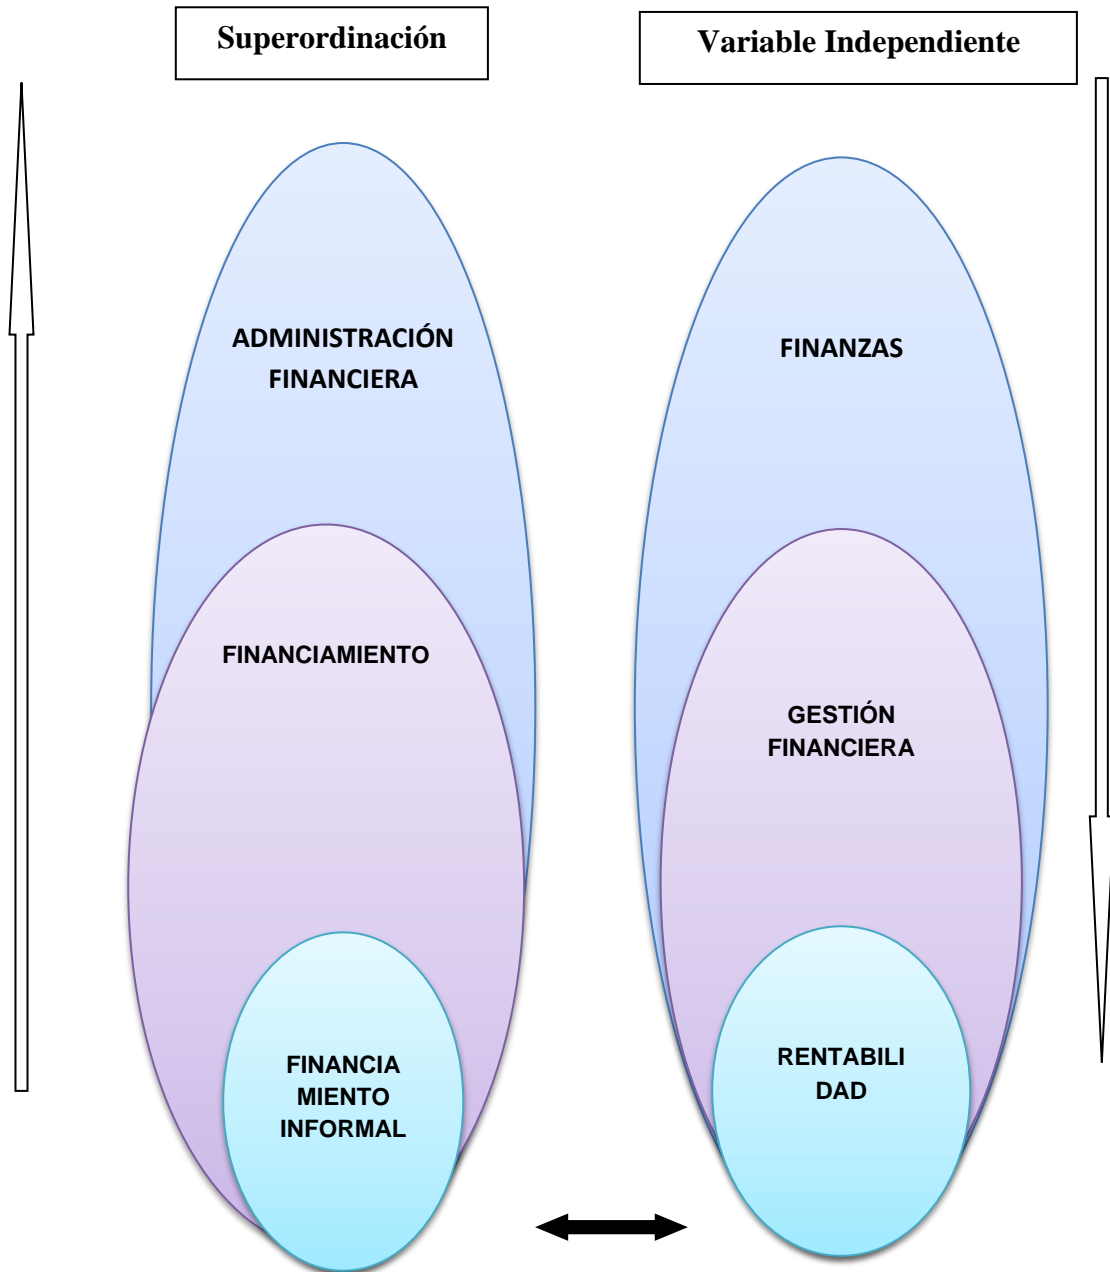 Superordinación
Variable Independiente
ADMINISTRACIÓN
FINANCIERA
FINANZAS
FINANCIAMIENTO
GESTIÓN
FINANCIERA
FINANCIA
MIENTO
INFORMAL
RENTABILI
DAD